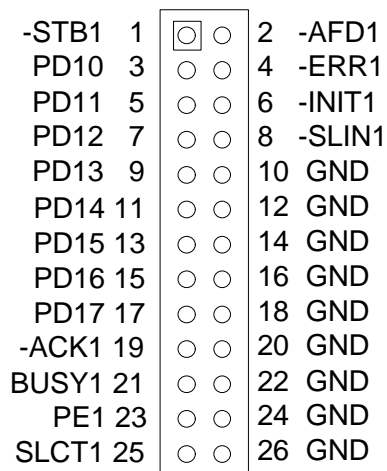 -STB1 1 2 -AFD1
PD10 3 4 -ERR1
PD11 5 6 -INIT1
PD12 7 8 -SLIN1
PD13 9 10 GND
PD14 11 12 GND
PD15 13 14 GND
PD16 15 16 GND
PD17 17 18 GND
-ACK1 19 20 GND
BUSY1 21 22 GND
PE1 23 24 GND
SLCT1 25 26 GND